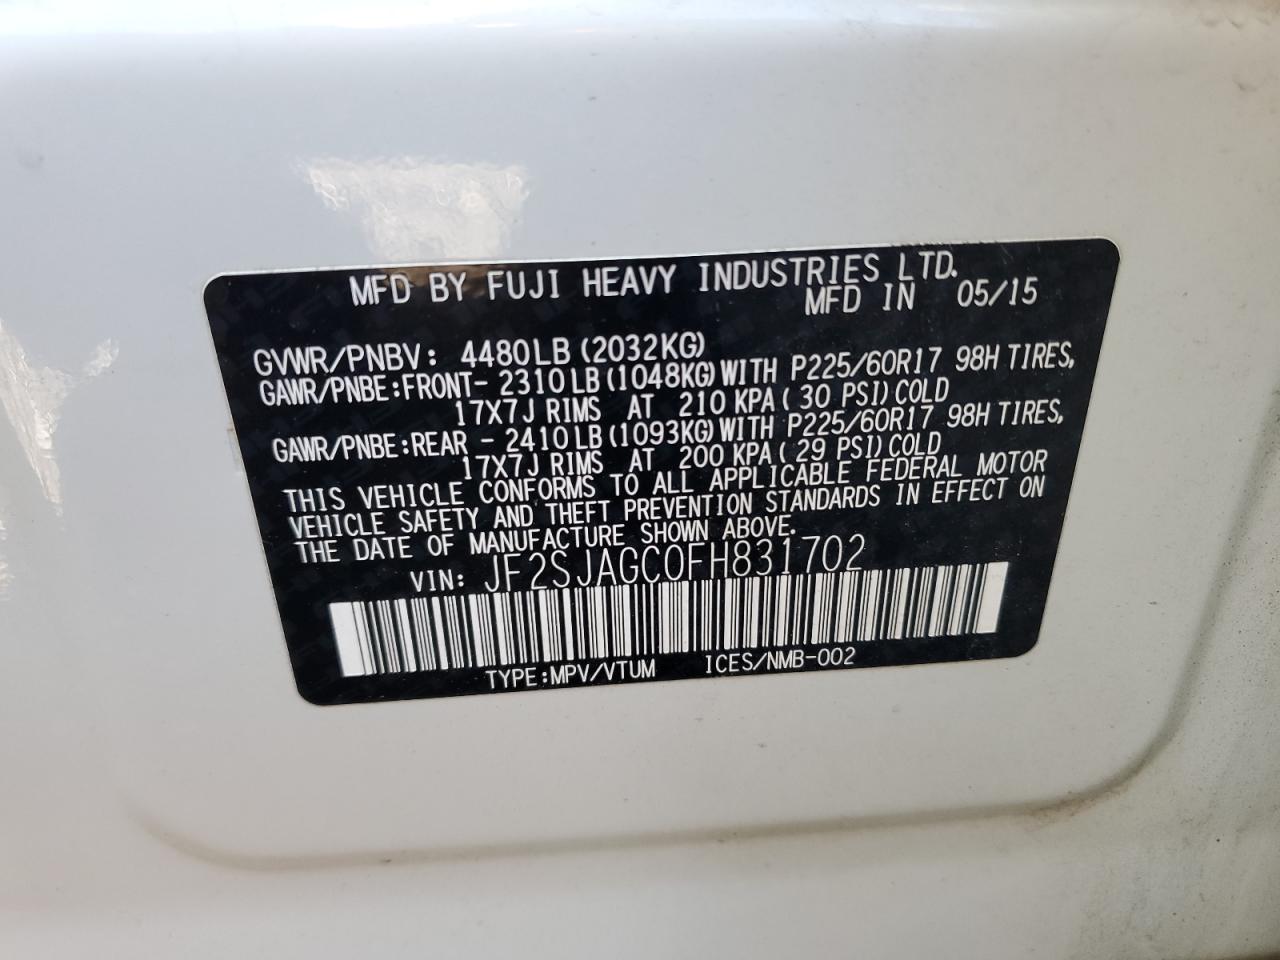 MFD BY FUJI HEAVY INDUSTRIES LTD.
MFD IN 05/15
GVWR/PNBV: 4480LB (2032KG)
GAWR/PNBE:FRONT- 2310 LB (1048KG) WITH P225/60R17 98H TIRES,
17X7J RIMS AT 210 KPA ( 30 PSI) COLD
GAWR/PNBE:REAR - 2410 LB (1093KG) WITH P225/60R17 98H TIRES,
17X7J RIMS AT 200 KPA ( 29 PSI) COLD
THIS VEHICLE CONFORMS TO ALL APPLICABLE FEDERAL MOTOR
VEHICLE SAFETY AND THEFT PREVENTION STANDARDS IN EFFECT ON
THE DATE OF MANUFACTURE SHOWN ABOVE.
VIN: JF2SJAGC0FH831702
TYPE:MPV/VTUM ICES/NMB-002